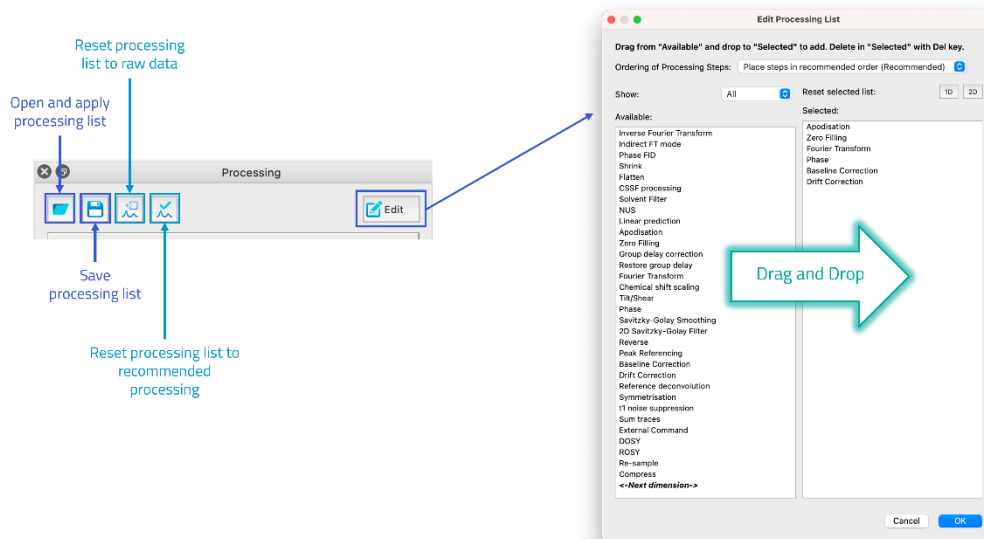 Reset processing
list to raw data
Open and apply
processing list
Processing
Edit
Save
processing list
Reset processing list to
recommended
processing
Edit Processing List
Drag from "Available" and drop to "Selected" to add. Delete in "Selected" with Del key.
Ordering of Processing Steps: Place steps in recommended order (Recommended)
Show: All Reset selected list: 1D 2D
Available: Selected:
Inverse Fourier Transform
Indirect FT mode
Phase FID
Shrink
Flatten
CSSF processing
Solvent Filter
NUS
Linear prediction
Apodisation
Zero Filling
Group delay correction
Restore group delay
Fourier Transform
Chemical shift scaling
Tilt/Shear
Phase
Savitzky-Golay Smoothing
2D Savitzky-Golay Filter
Reverse
Peak Referencing
Baseline Correction
Drift Correction
Reference deconvolution
Symmetrisation
t1 noise suppression
Sum traces
External Command
DOSY
ROSY
Re-sample
Compress
<-Next dimension->
Apodisation
Zero Filling
Fourier Transform
Phase
Baseline Correction
Drift Correction
Drag and Drop
Cancel OK